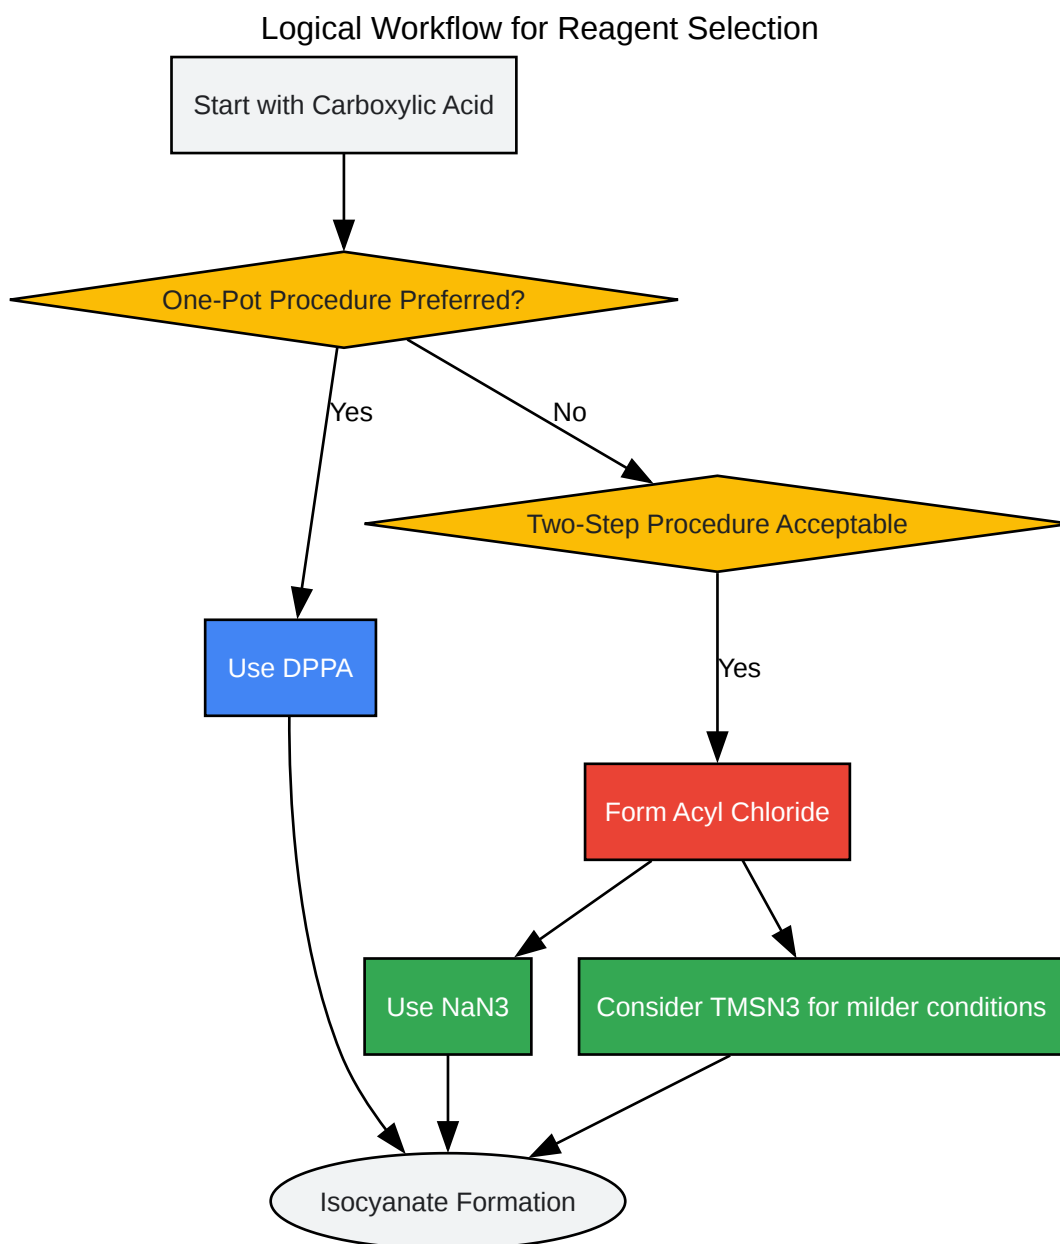 Logical Workflow for Reagent Selection
Start with Carboxylic Acid
One-Pot Procedure Preferred?
Yes
No
Two-Step Procedure Acceptable
Use DPPA
Yes
Form Acyl Chloride
Use NaN3
Consider TMSN3 for milder conditions
Isocyanate Formation